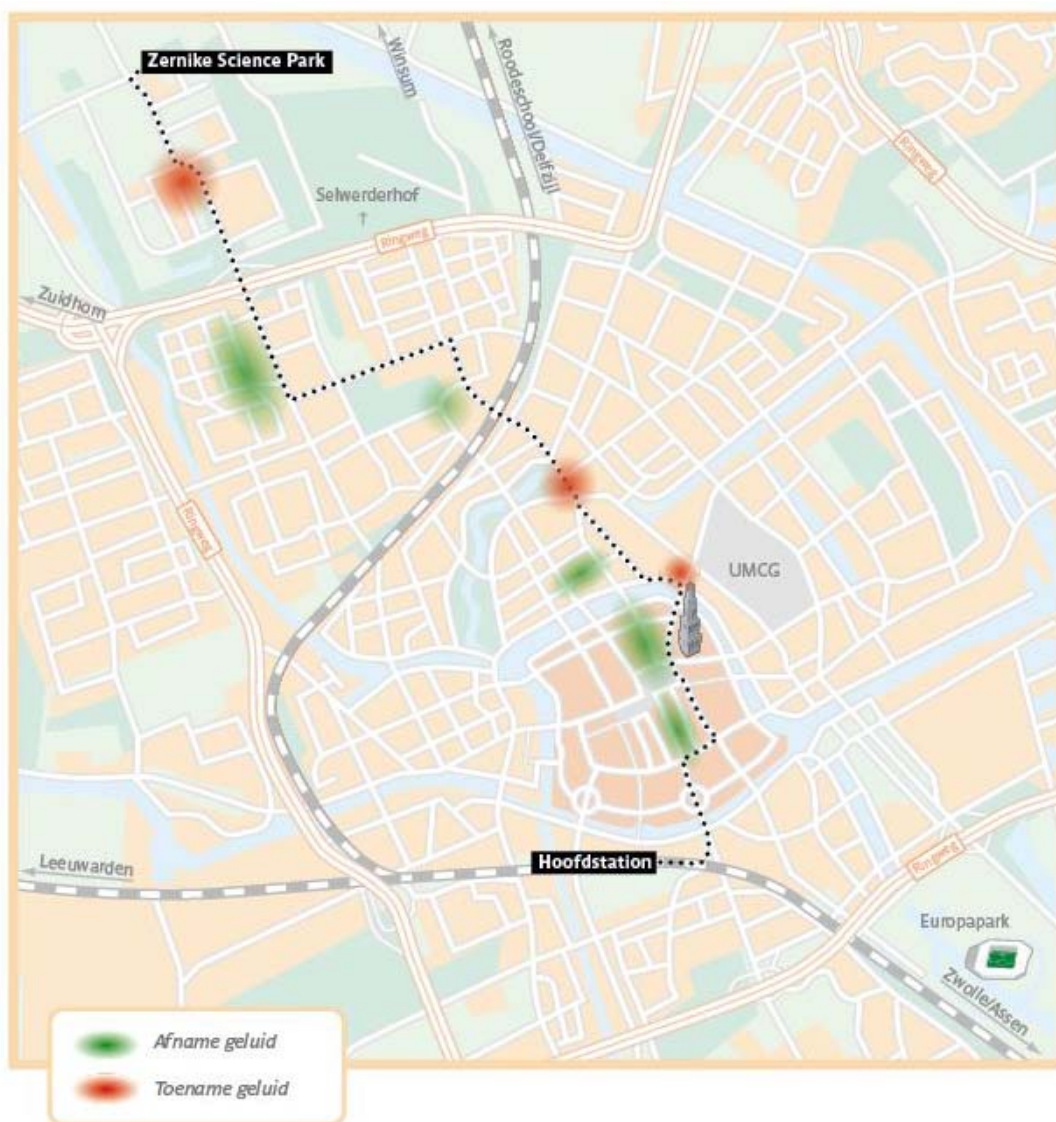 Zernike Science Park
Winsum
Roodeschool/Delfzijl
Ringweg
Selwerderhof
Ringweg
Zuidhorn
Ringweg
UMCG
Leeuwarden
Hoofdstation
Ringweg
Europapark
Zwolle/Assen
Afname geluid
Toename geluid